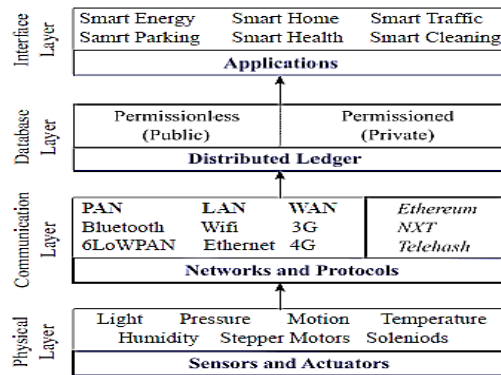 Interface Layer
Smart Energy Smart Home Smart Traffic
Samrt Parking Smart Health Smart Cleaning
Applications
Database Layer
Permissionless (Public)
Permissioned (Private)
Distributed Ledger
Communication Layer
PAN LAN WAN Ethereum
Bluetooth Wifi 3G NXT
6LoWPAN Ethernet 4G Telehash
Networks and Protocols
Physical Layer
Light Pressure Motion Temperature
Humidity Stepper Motors Soleniods
Sensors and Actuators